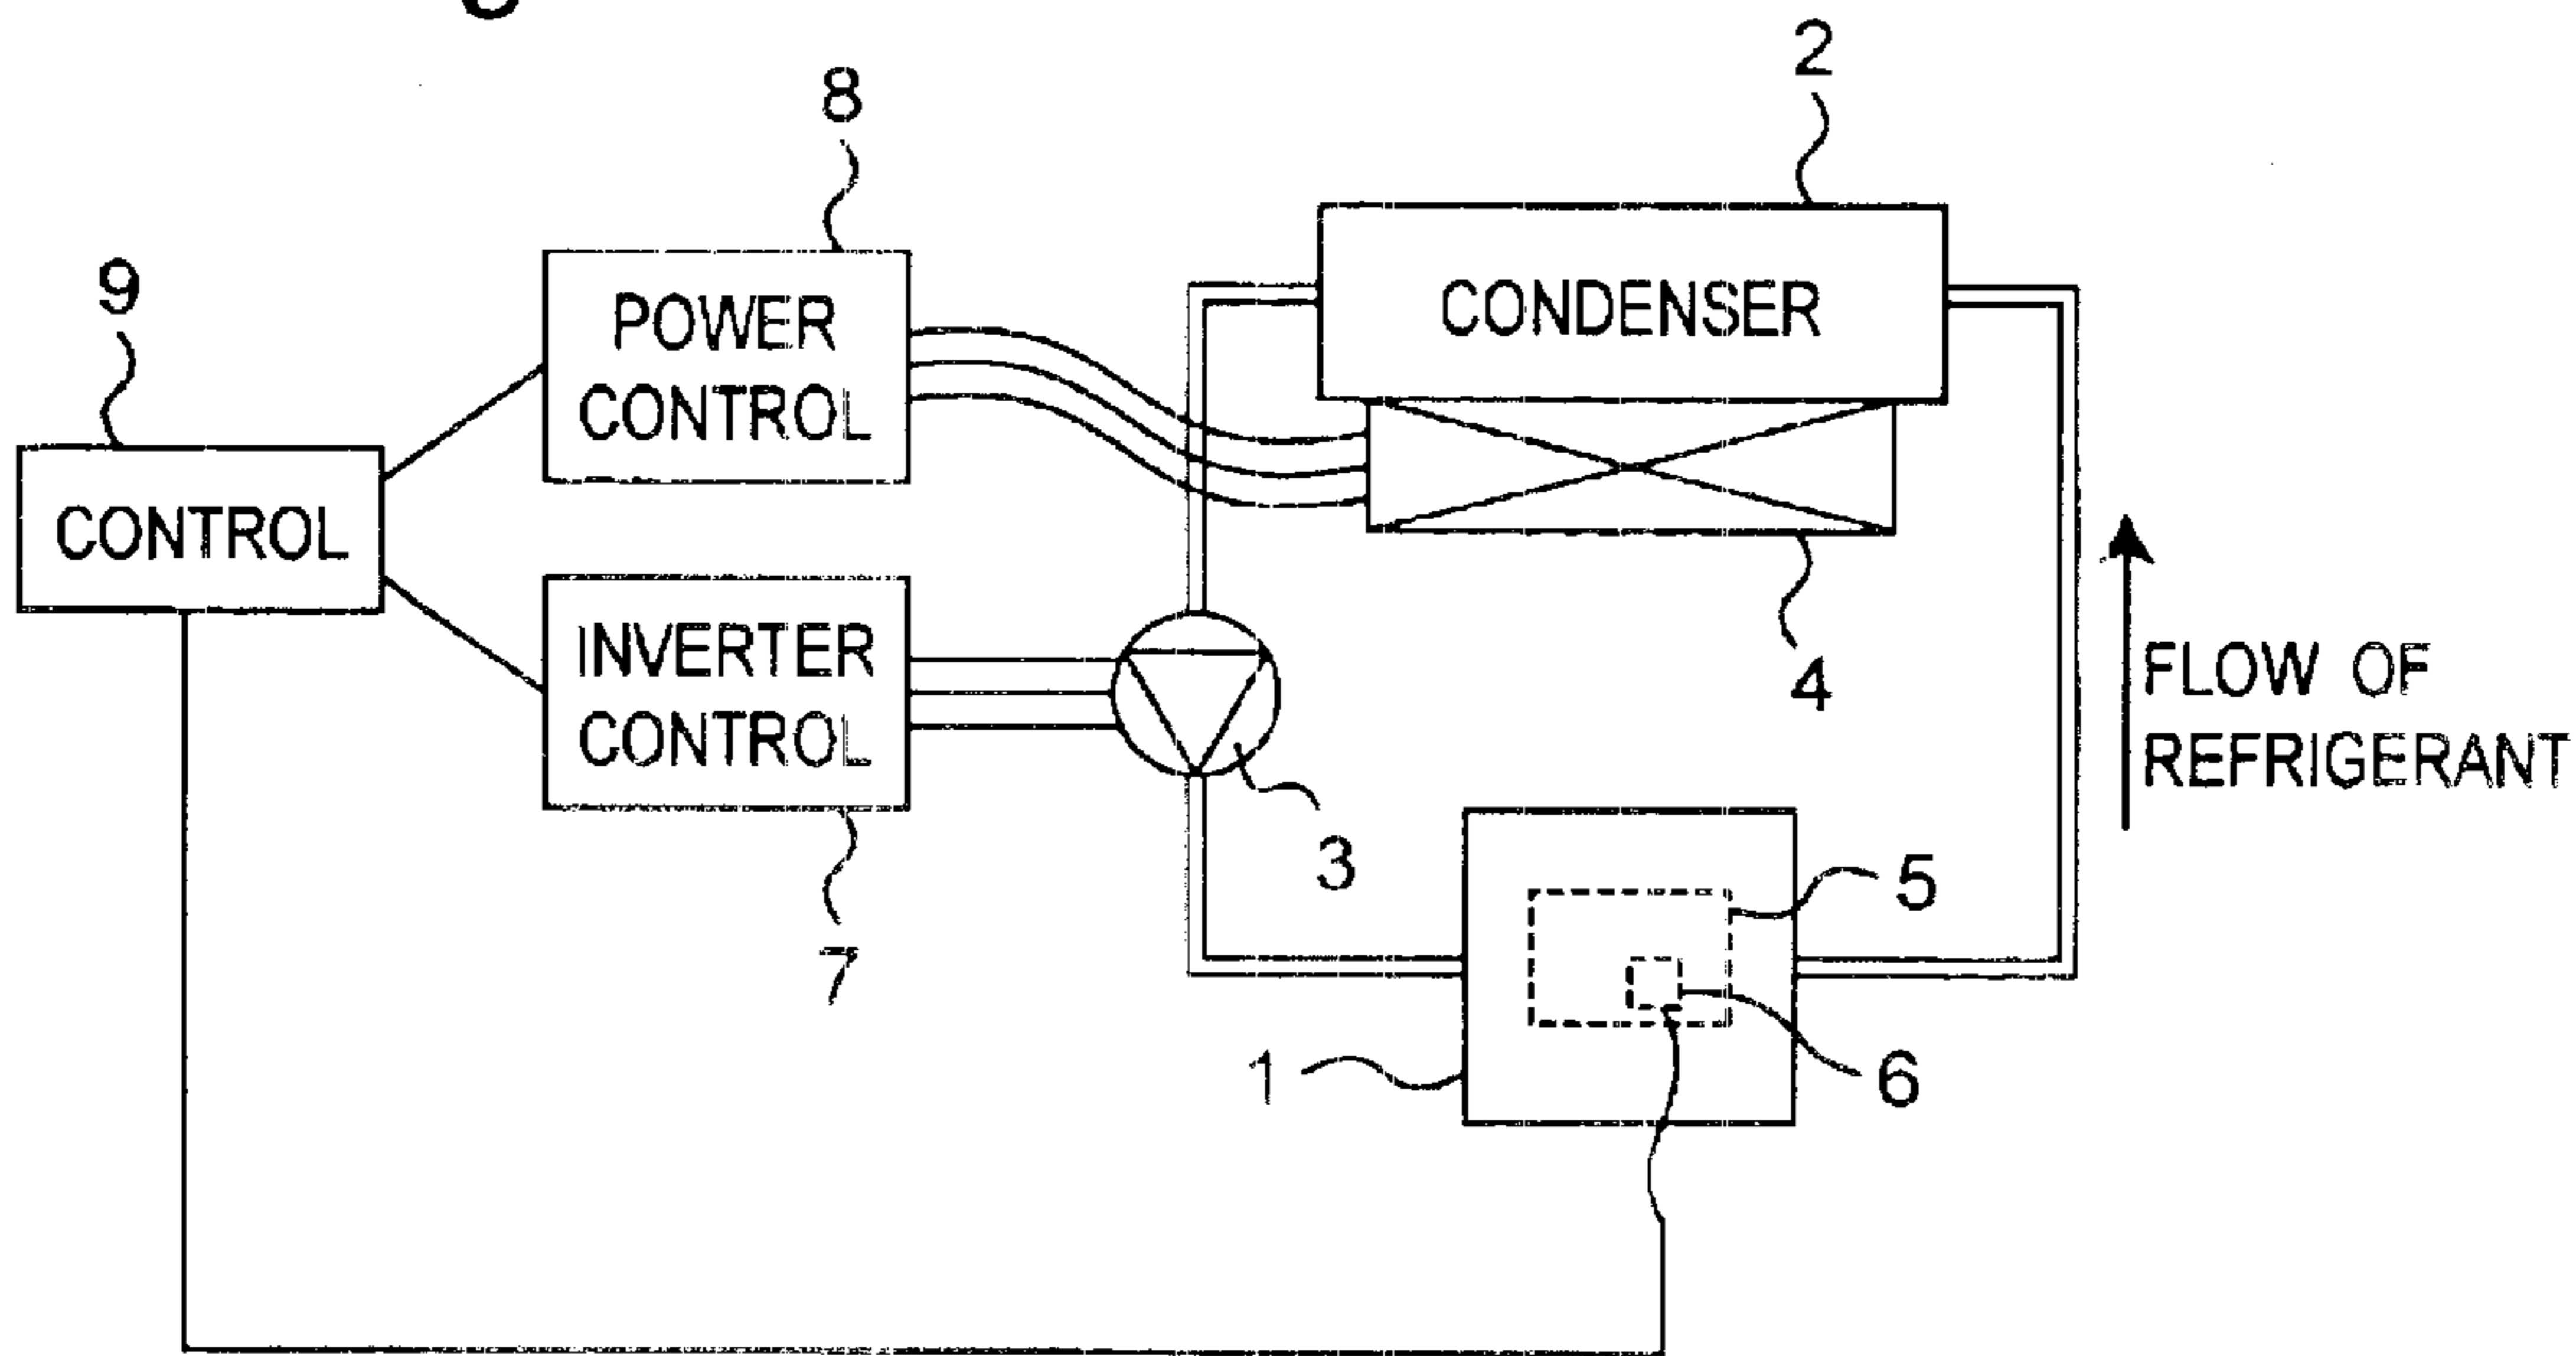 2
8
9
POWER
CONTROL
CONDENSER
CONTROL
INVERTER
CONTROL
4
FLOW OF
REFRIGERANT
3
5
7
1
6